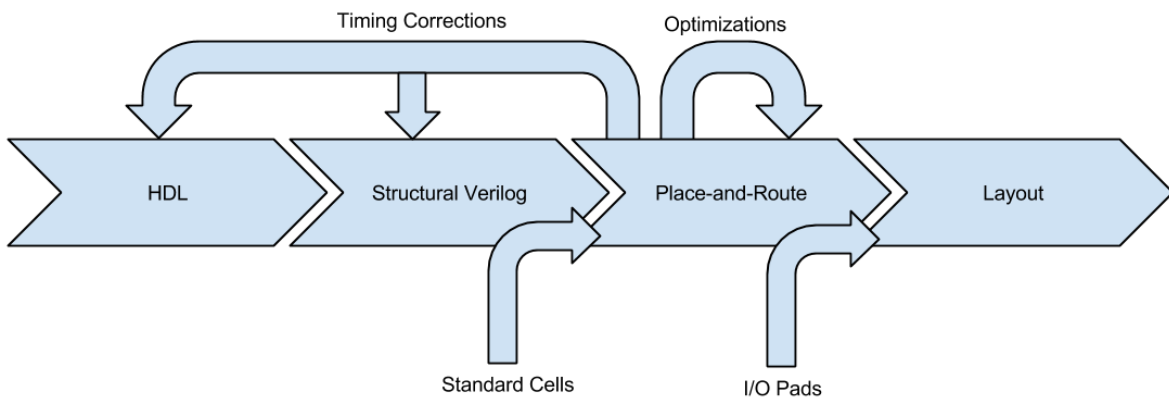 Timing Corrections
Optimizations
HDL
Structural Verilog
Place-and-Route
Layout
Standard Cells
I/O Pads